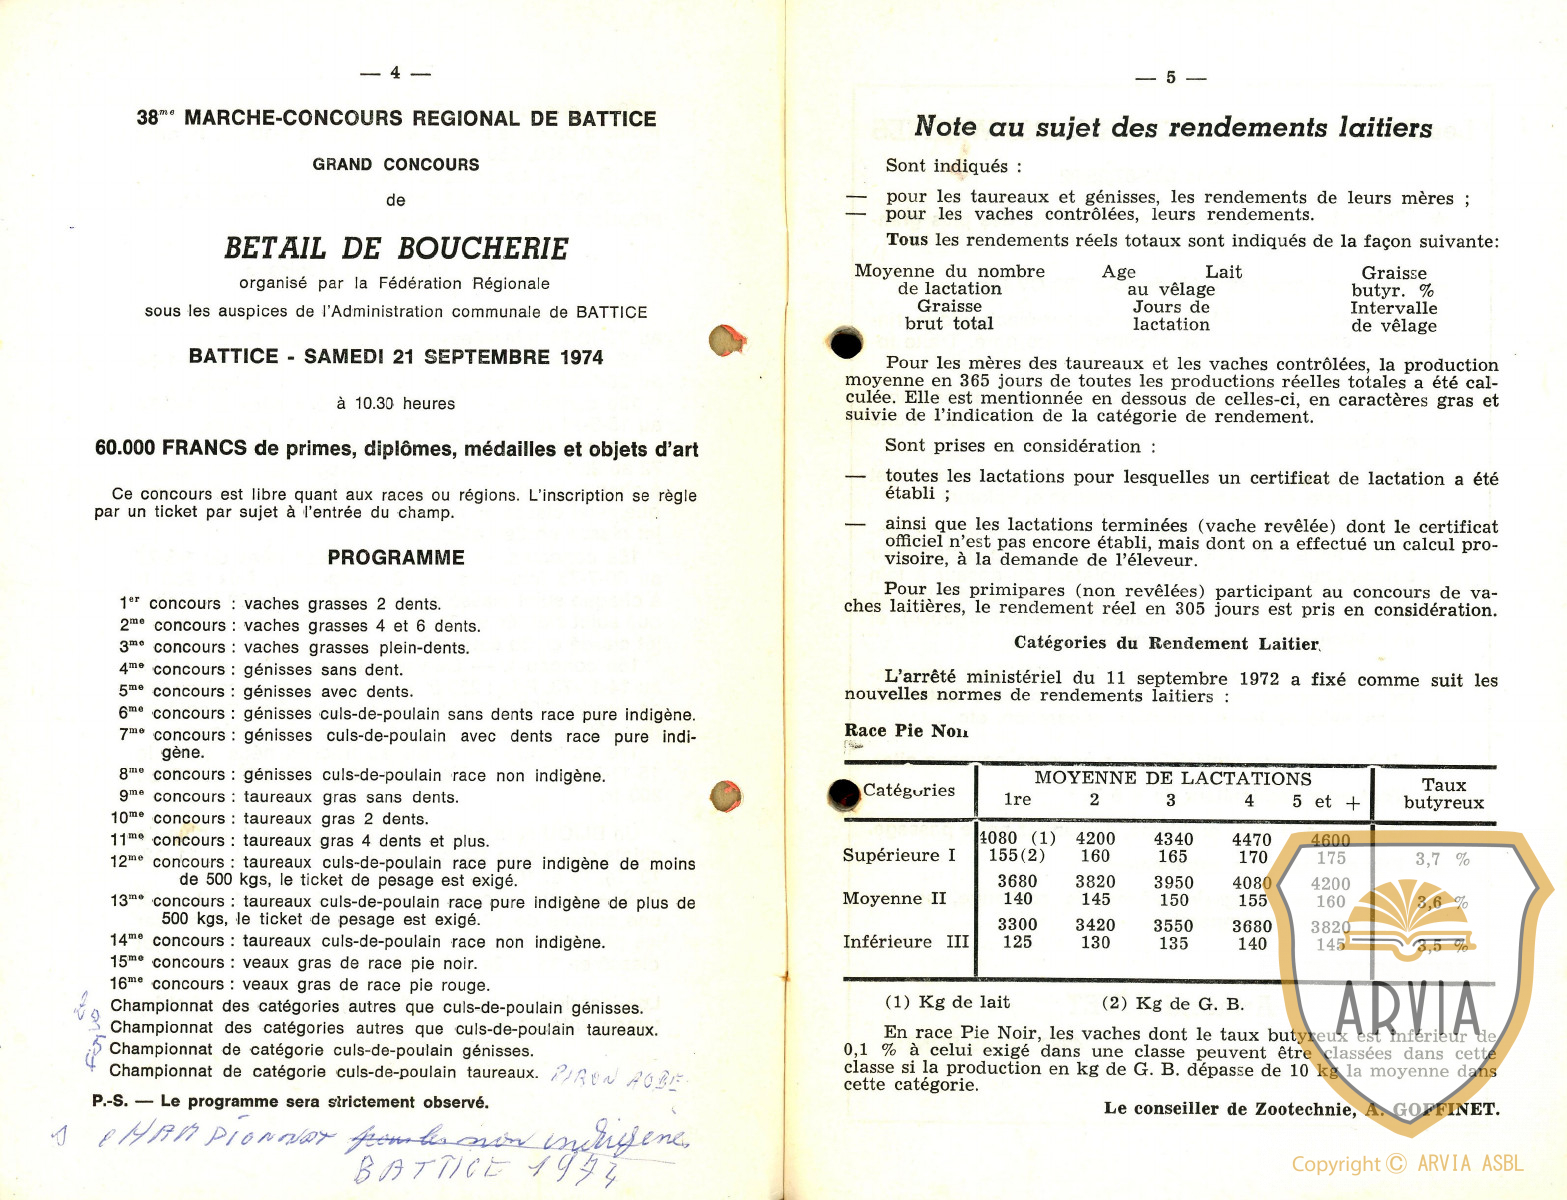 — 4 —
38me MARCHE-CONCOURS REGIONAL DE BATTICE
GRAND CONCOURS
de
BETAIL DE BOUCHERIE
organisé par la Fédération Régionale
sous les auspices de l'Administration communale de BATTICE
BATTICE - SAMEDI 21 SEPTEMBRE 1974
à 10.30 heures
60.000 FRANCS de primes, diplômes, médailles et objets d'art
Ce concours est libre quant aux races ou régions. L'inscription se règle
par un ticket par sujet à l'entrée du champ.
PROGRAMME
1er concours : vaches grasses 2 dents.
2me concours : vaches grasses 4 et 6 dents.
3me concours : vaches grasses plein-dents.
4me concours : génisses sans dent.
5me concours : génisses avec dents.
6me concours : génisses culs-de-poulain sans dents race pure indigène.
7me concours : génisses culs-de-poulain avec dents race pure indi-
gène.
8me concours : génisses culs-de-poulain race non indigène.
9me concours : taureaux gras sans dents.
10me concours : taureaux gras 2 dents.
11me concours : taureaux gras 4 dents et plus.
12me concours : taureaux culs-de-poulain race pure indigène de moins
de 500 kgs, le ticket de pesage est exigé.
13me concours : taureaux culs-de-poulain race pure indigène de plus de
500 kgs, le ticket de pesage est exigé.
14me concours : taureaux culs-de-poulain race non indigène.
15me concours : veaux gras de race pie noir.
16me concours : veaux gras de race pie rouge.
Championnat des catégories autres que culs-de-poulain génisses.
3 Championnat des catégories autres que culs-de-poulain taureaux.
5 Championnat de catégorie culs-de-poulain génisses.
4 Championnat de catégorie culs-de-poulain taureaux. PIRON
P.-S. — Le programme sera strictement observé.
CHAMPIONNAT pour les non indigènes
BATTICE 1974
— 5 —
Note au sujet des rendements laitiers
Sont indiqués :
— pour les taureaux et génisses, les rendements de leurs mères ;
— pour les vaches contrôlées, leurs rendements.
Tous les rendements réels totaux sont indiqués de la façon suivante:
Moyenne du nombre Age Lait Graisse
de lactation au vêlage butyr. %
Graisse Jours de Intervalle
brut total lactation de vêlage
Pour les mères des taureaux et les vaches contrôlées, la production
moyenne en 365 jours de toutes les productions réelles totales a été cal-
culée. Elle est mentionnée en dessous de celles-ci, en caractères gras et
suivie de l'indication de la catégorie de rendement.
Sont prises en considération :
— toutes les lactations pour lesquelles un certificat de lactation a été
établi ;
— ainsi que les lactations terminées (vache revêlée) dont le certificat
officiel n'est pas encore établi, mais dont on a effectué un calcul pro-
visoire, à la demande de l'éleveur.
Pour les primipares (non revêlées) participant au concours de va-
ches laitières, le rendement réel en 305 jours est pris en considération.
Catégories du Rendement Laitier.
L'arrêté ministériel du 11 septembre 1972 a fixé comme suit les
nouvelles normes de rendements laitiers :
Race Pie Noir
Catégories MOYENNE DE LACTATIONS Taux
1re 2 3 4 5 et + butyreux
4080 (1) 4200 4340 4470 4600
Supérieure I 155(2) 160 165 170 175 3,7 %
3680 3820 3950 4080 4200
Moyenne II 140 145 150 155 160 3,6 %
3300 3420 3550 3680 3820
Inférieure III 125 130 135 140 145 3,5 %
(1) Kg de lait (2) Kg de G. B.
En race Pie Noir, les vaches dont le taux butyreux est inférieur de
0,1 % à celui exigé dans une classe peuvent être classées dans cette
classe si la production en kg de G. B. dépasse de 10 kg la moyenne dans
cette catégorie.
Le conseiller de Zootechnie, A. GOFFINET.
ARVIA
Copyright © ARVIA ASBL